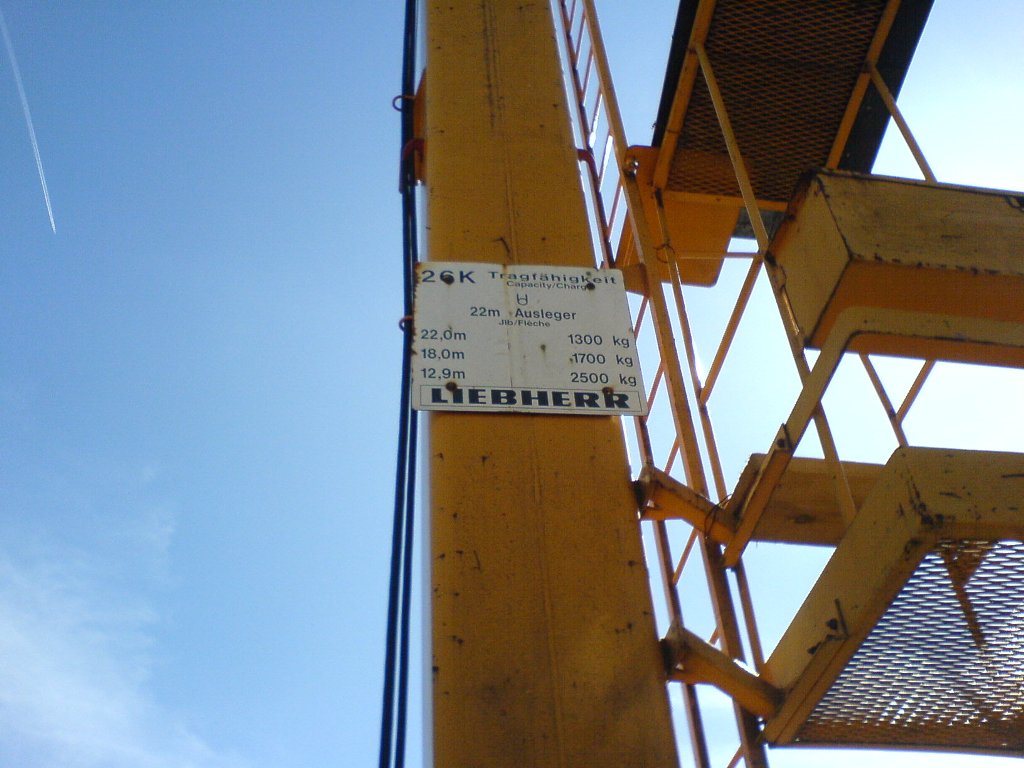 26K Tragfähigkeit
Capacity/Charge
22m Ausleger
Jib/Flèche
22,0m 1300 kg
18,0m 1700 kg
12,9m 2500 kg
LIEBHERR